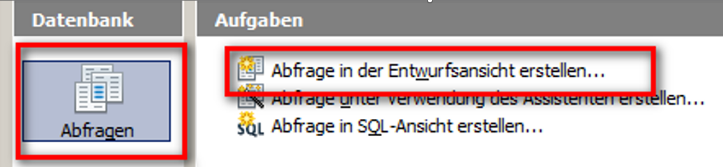 Datenbank
Aufgaben
Abfragen
Abfrage in der Entwurfsansicht erstellen...
Abfrage unter Verwendung des Assistenten erstellen...
SQL Abfrage in SQL-Ansicht erstellen...